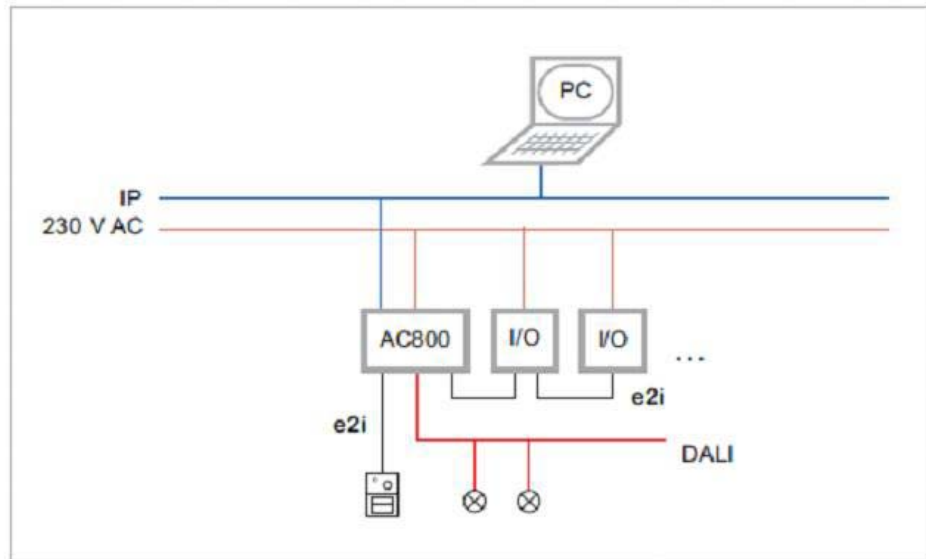 PC
IP
230 V AC
AC800
I/O
I/O
...
e2i
e2i
DALI